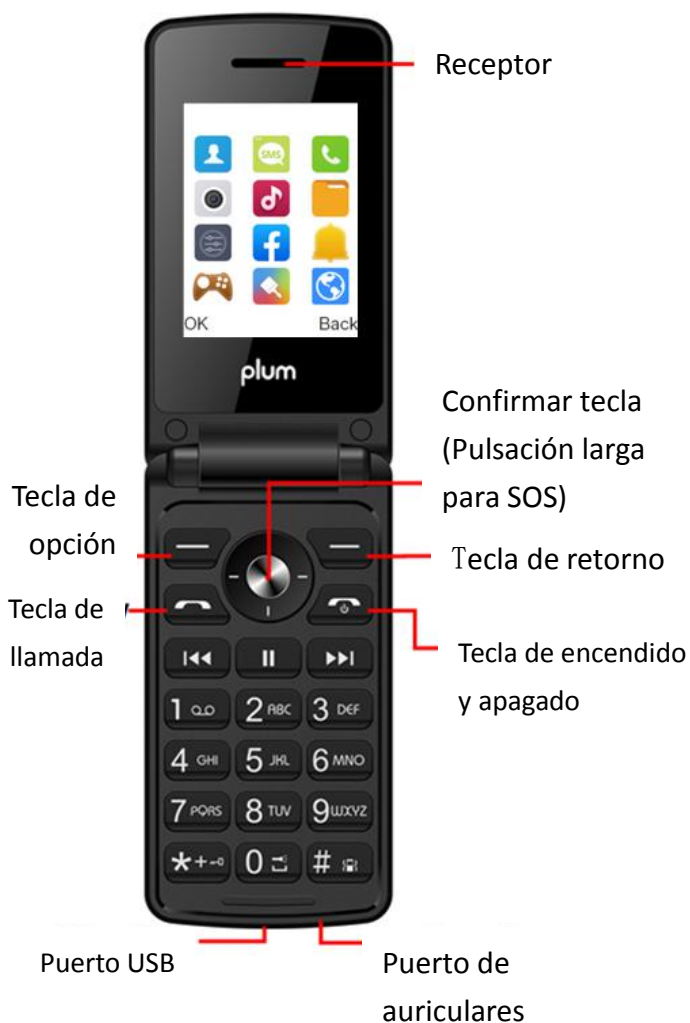 Receptor
SMS
OK Back
plum
Confirmar tecla
(Pulsación larga
para SOS)
Tecla de
opción
Tecla de retorno
Tecla de
llamada
Tecla de encendido
y apagado
1 2 ABC 3 DEF
4 GHI 5 JKL 6 MNO
7 PQRS 8 TUV 9 WXYZ
*+ 0 #
Puerto USB
Puerto de
auriculares